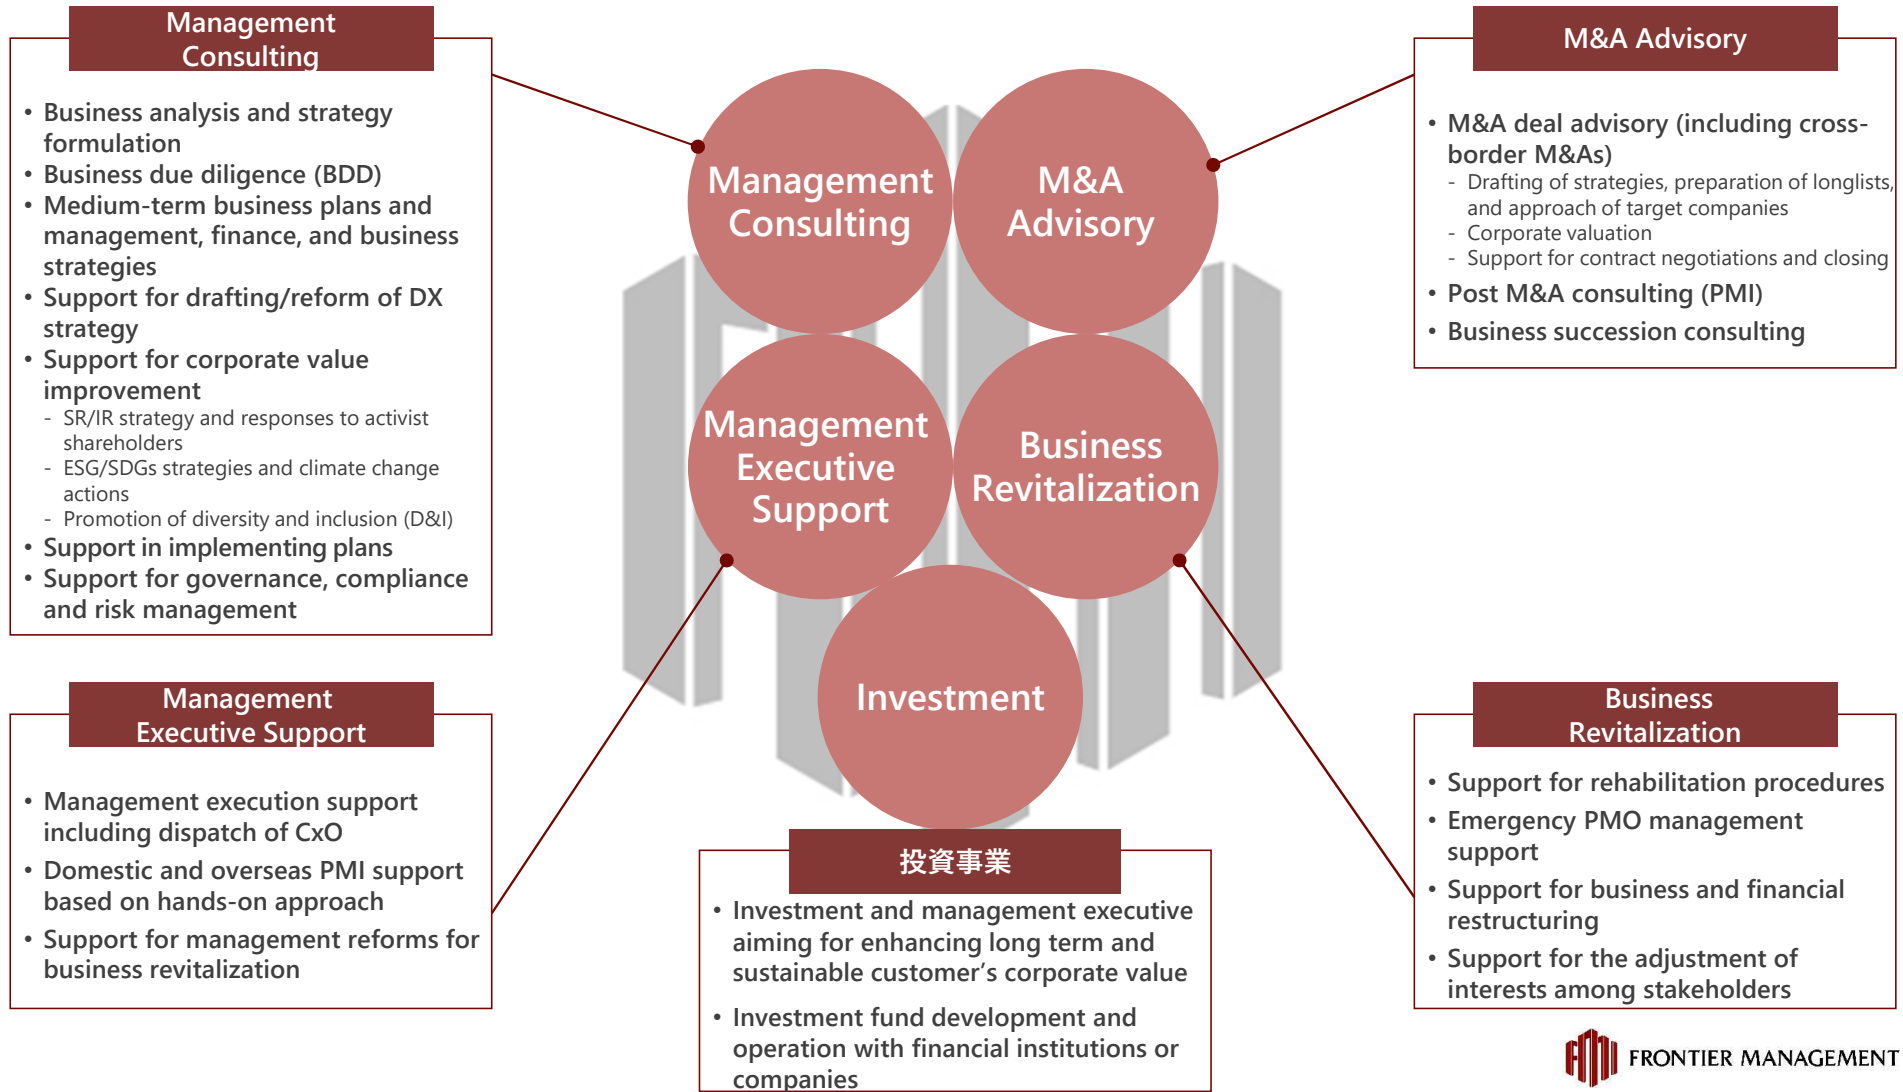 Management
Consulting
• Business analysis and strategy
formulation
• Business due diligence (BDD)
• Medium-term business plans and
management, finance, and business
strategies
• Support for drafting/reform of DX
strategy
• Support for corporate value
improvement
- SR/IR strategy and responses to activist
shareholders
- ESG/SDGs strategies and climate change
actions
- Promotion of diversity and inclusion (D&I)
• Support in implementing plans
• Support for governance, compliance
and risk management
M&A Advisory
• M&A deal advisory (including cross-
border M&As)
- Drafting of strategies, preparation of longlists,
and approach of target companies
- Corporate valuation
- Support for contract negotiations and closing
• Post M&A consulting (PMI)
• Business succession consulting
Management
Consulting
M&A
Advisory
Management
Executive
Support
Business
Revitalization
Investment
Management
Executive Support
• Management execution support
including dispatch of CxO
• Domestic and overseas PMI support
based on hands-on approach
• Support for management reforms for
business revitalization
投資事業
• Investment and management executive
aiming for enhancing long term and
sustainable customer's corporate value
• Investment fund development and
operation with financial institutions or
companies
Business
Revitalization
• Support for rehabilitation procedures
• Emergency PMO management
support
• Support for business and financial
restructuring
• Support for the adjustment of
interests among stakeholders
FRONTIER MANAGEMENT